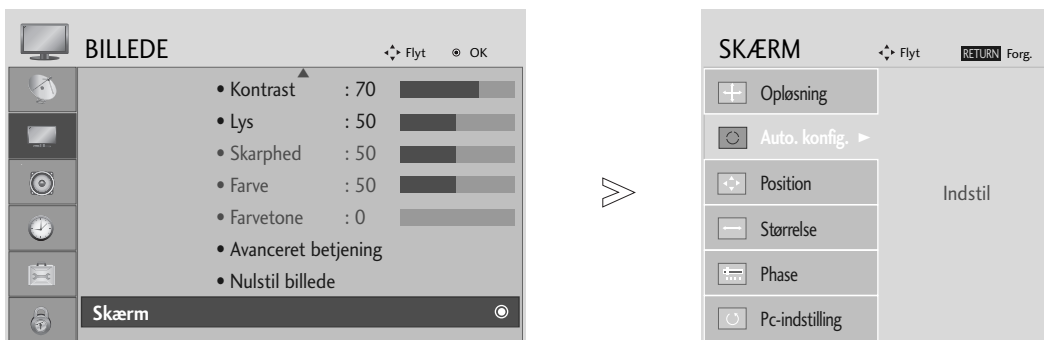 BILLEDE
Flyt
OK
• Kontrast : 70
• Lys : 50
• Skarphed : 50
• Farve : 50
• Farvetone : 0
• Avanceret betjening
• Nulstil billede
Skærm
SKÆRM
Flyt
RETURN Forg.
Opløsning
Auto. konfig.
Position
Størrelse
Phase
Pc-indstilling
Indstil